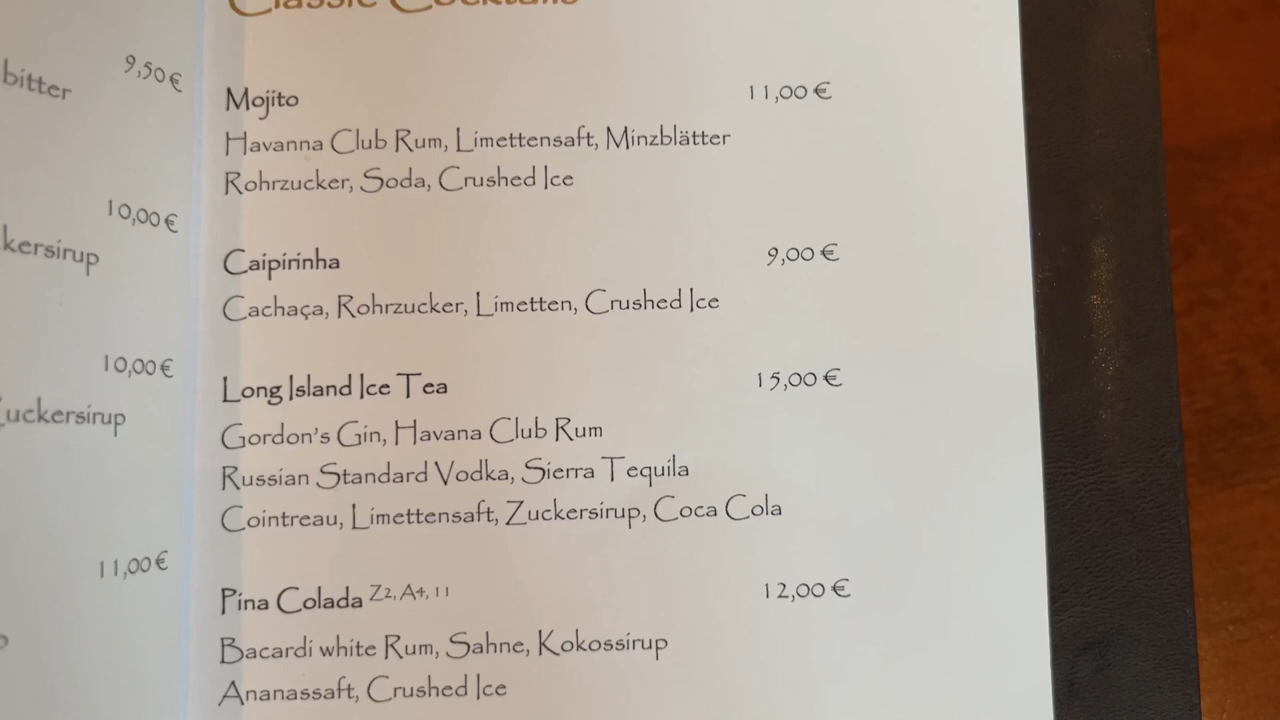 bitter 9,50 €
10,00 €
kersirup
10,00 €
Zuckersirup
11,00 €
Classic Cocktails
Mojito 11,00 €
Havanna Club Rum, Limettensaft, Minzblätter
Rohrzucker, Soda, Crushed Ice
Caipirinha 9,00 €
Cachaça, Rohrzucker, Limetten, Crushed Ice
Long Island Ice Tea 15,00 €
Gordon's Gin, Havana Club Rum
Russian Standard Vodka, Sierra Tequila
Cointreau, Limettensaft, Zuckersirup, Coca Cola
Pina Colada Z2, A4, 11 12,00 €
Bacardi white Rum, Sahne, Kokossirup
Ananassaft, Crushed Ice